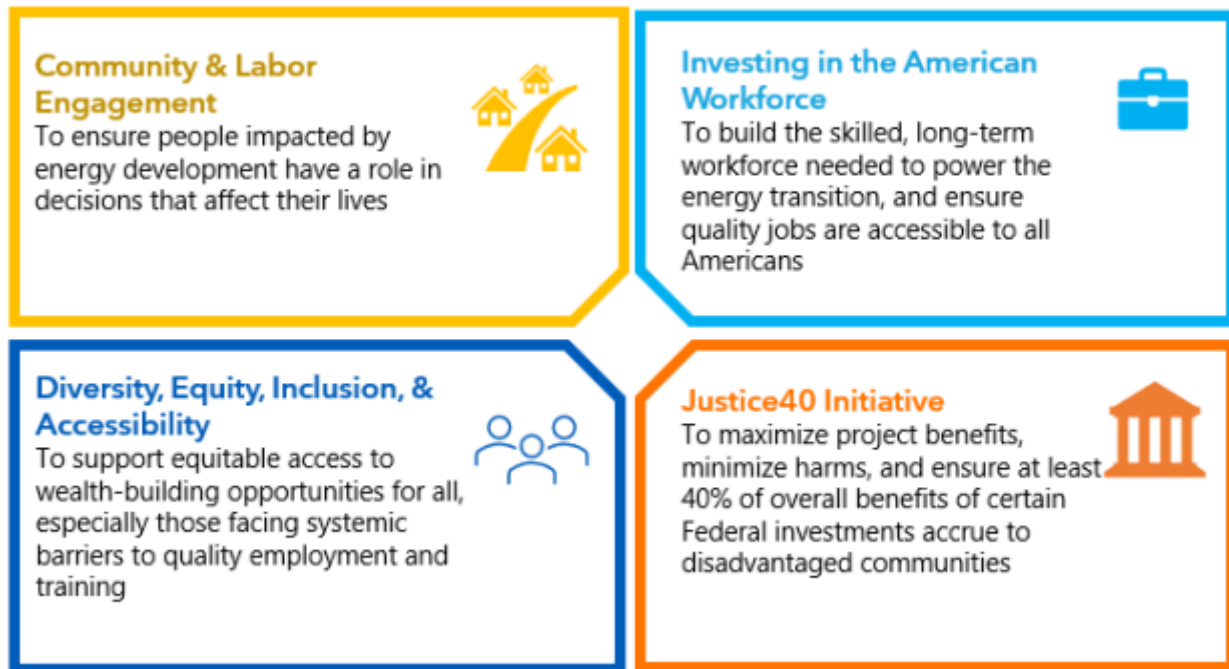 Community & Labor
Engagement
To ensure people impacted by
energy development have a role in
decisions that affect their lives
Investing in the American
Workforce
To build the skilled, long-term
workforce needed to power the
energy transition, and ensure
quality jobs are accessible to all
Americans
Diversity, Equity, Inclusion, &
Accessibility
To support equitable access to
wealth-building opportunities for all,
especially those facing systemic
barriers to quality employment and
training
Justice40 Initiative
To maximize project benefits,
minimize harms, and ensure at least
40% of overall benefits of certain
Federal investments accrue to
disadvantaged communities